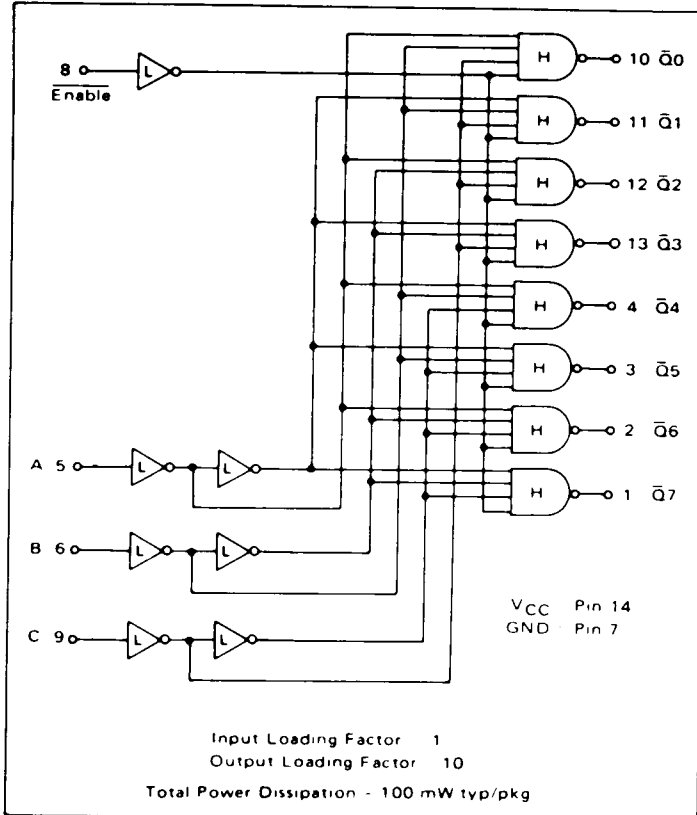 8
Enable
L
H 10 Q̅0
H 11 Q̅1
H 12 Q̅2
H 13 Q̅3
H 4 Q̅4
H 3 Q̅5
H 2 Q̅6
A 5 L L
H 1 Q̅7
B 6 L L
VCC Pin 14
GND Pin 7
C 9 L L
Input Loading Factor 1
Output Loading Factor 10
Total Power Dissipation - 100 mW typ/pkg